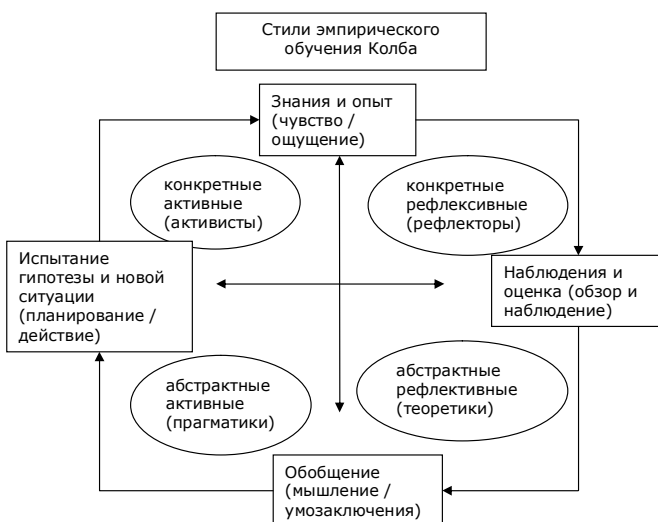 Стили эмпирического
обучения Колба
Знания и опыт
(чувство /
ощущение)
конкретные
активные
(активисты)
конкретные
рефлексивные
(рефлекторы)
Испытание
гипотезы и новой
ситуации
(планирование /
действие)
Наблюдения и
оценка (обзор и
наблюдение)
абстрактные
активные
(прагматики)
абстрактные
рефлективные
(теоретики)
Обобщение
(мышление /
умозаключения)